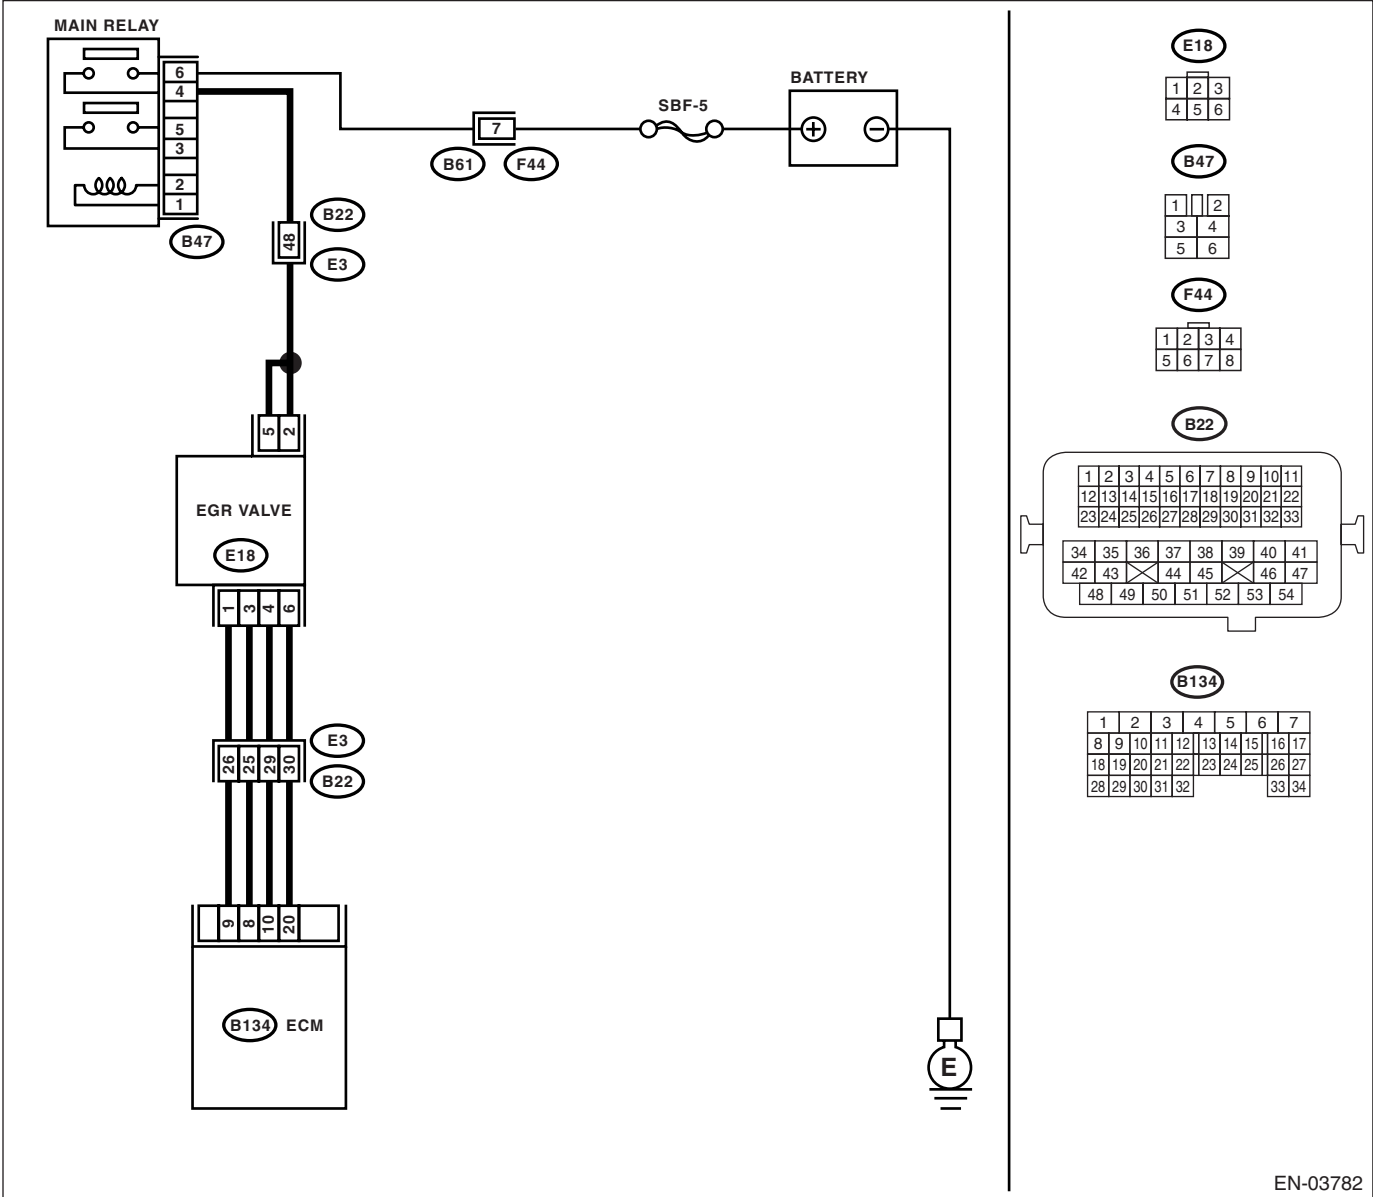 MAIN RELAY
6
4
5
3
2
1
B47
BATTERY
SBF-5
7
B61
F44
B22
48
E3
5
2
EGR VALVE
E18
1
3
4
6
E3
26
25
29
30
B22
9
8
10
20
B134 ECM
E
E18
1 2 3
4 5 6
B47
1 2
3 4
5 6
F44
1 2 3 4
5 6 7 8
B22
1 2 3 4 5 6 7 8 9 10 11
12 13 14 15 16 17 18 19 20 21 22
23 24 25 26 27 28 29 30 31 32 33
34 35 36 37 38 39 40 41
42 43 44 45 46 47
48 49 50 51 52 53 54
B134
1 2 3 4 5 6 7
8 9 10 11 12 13 14 15 16 17
18 19 20 21 22 23 24 25 26 27
28 29 30 31 32 33 34
EN-03782